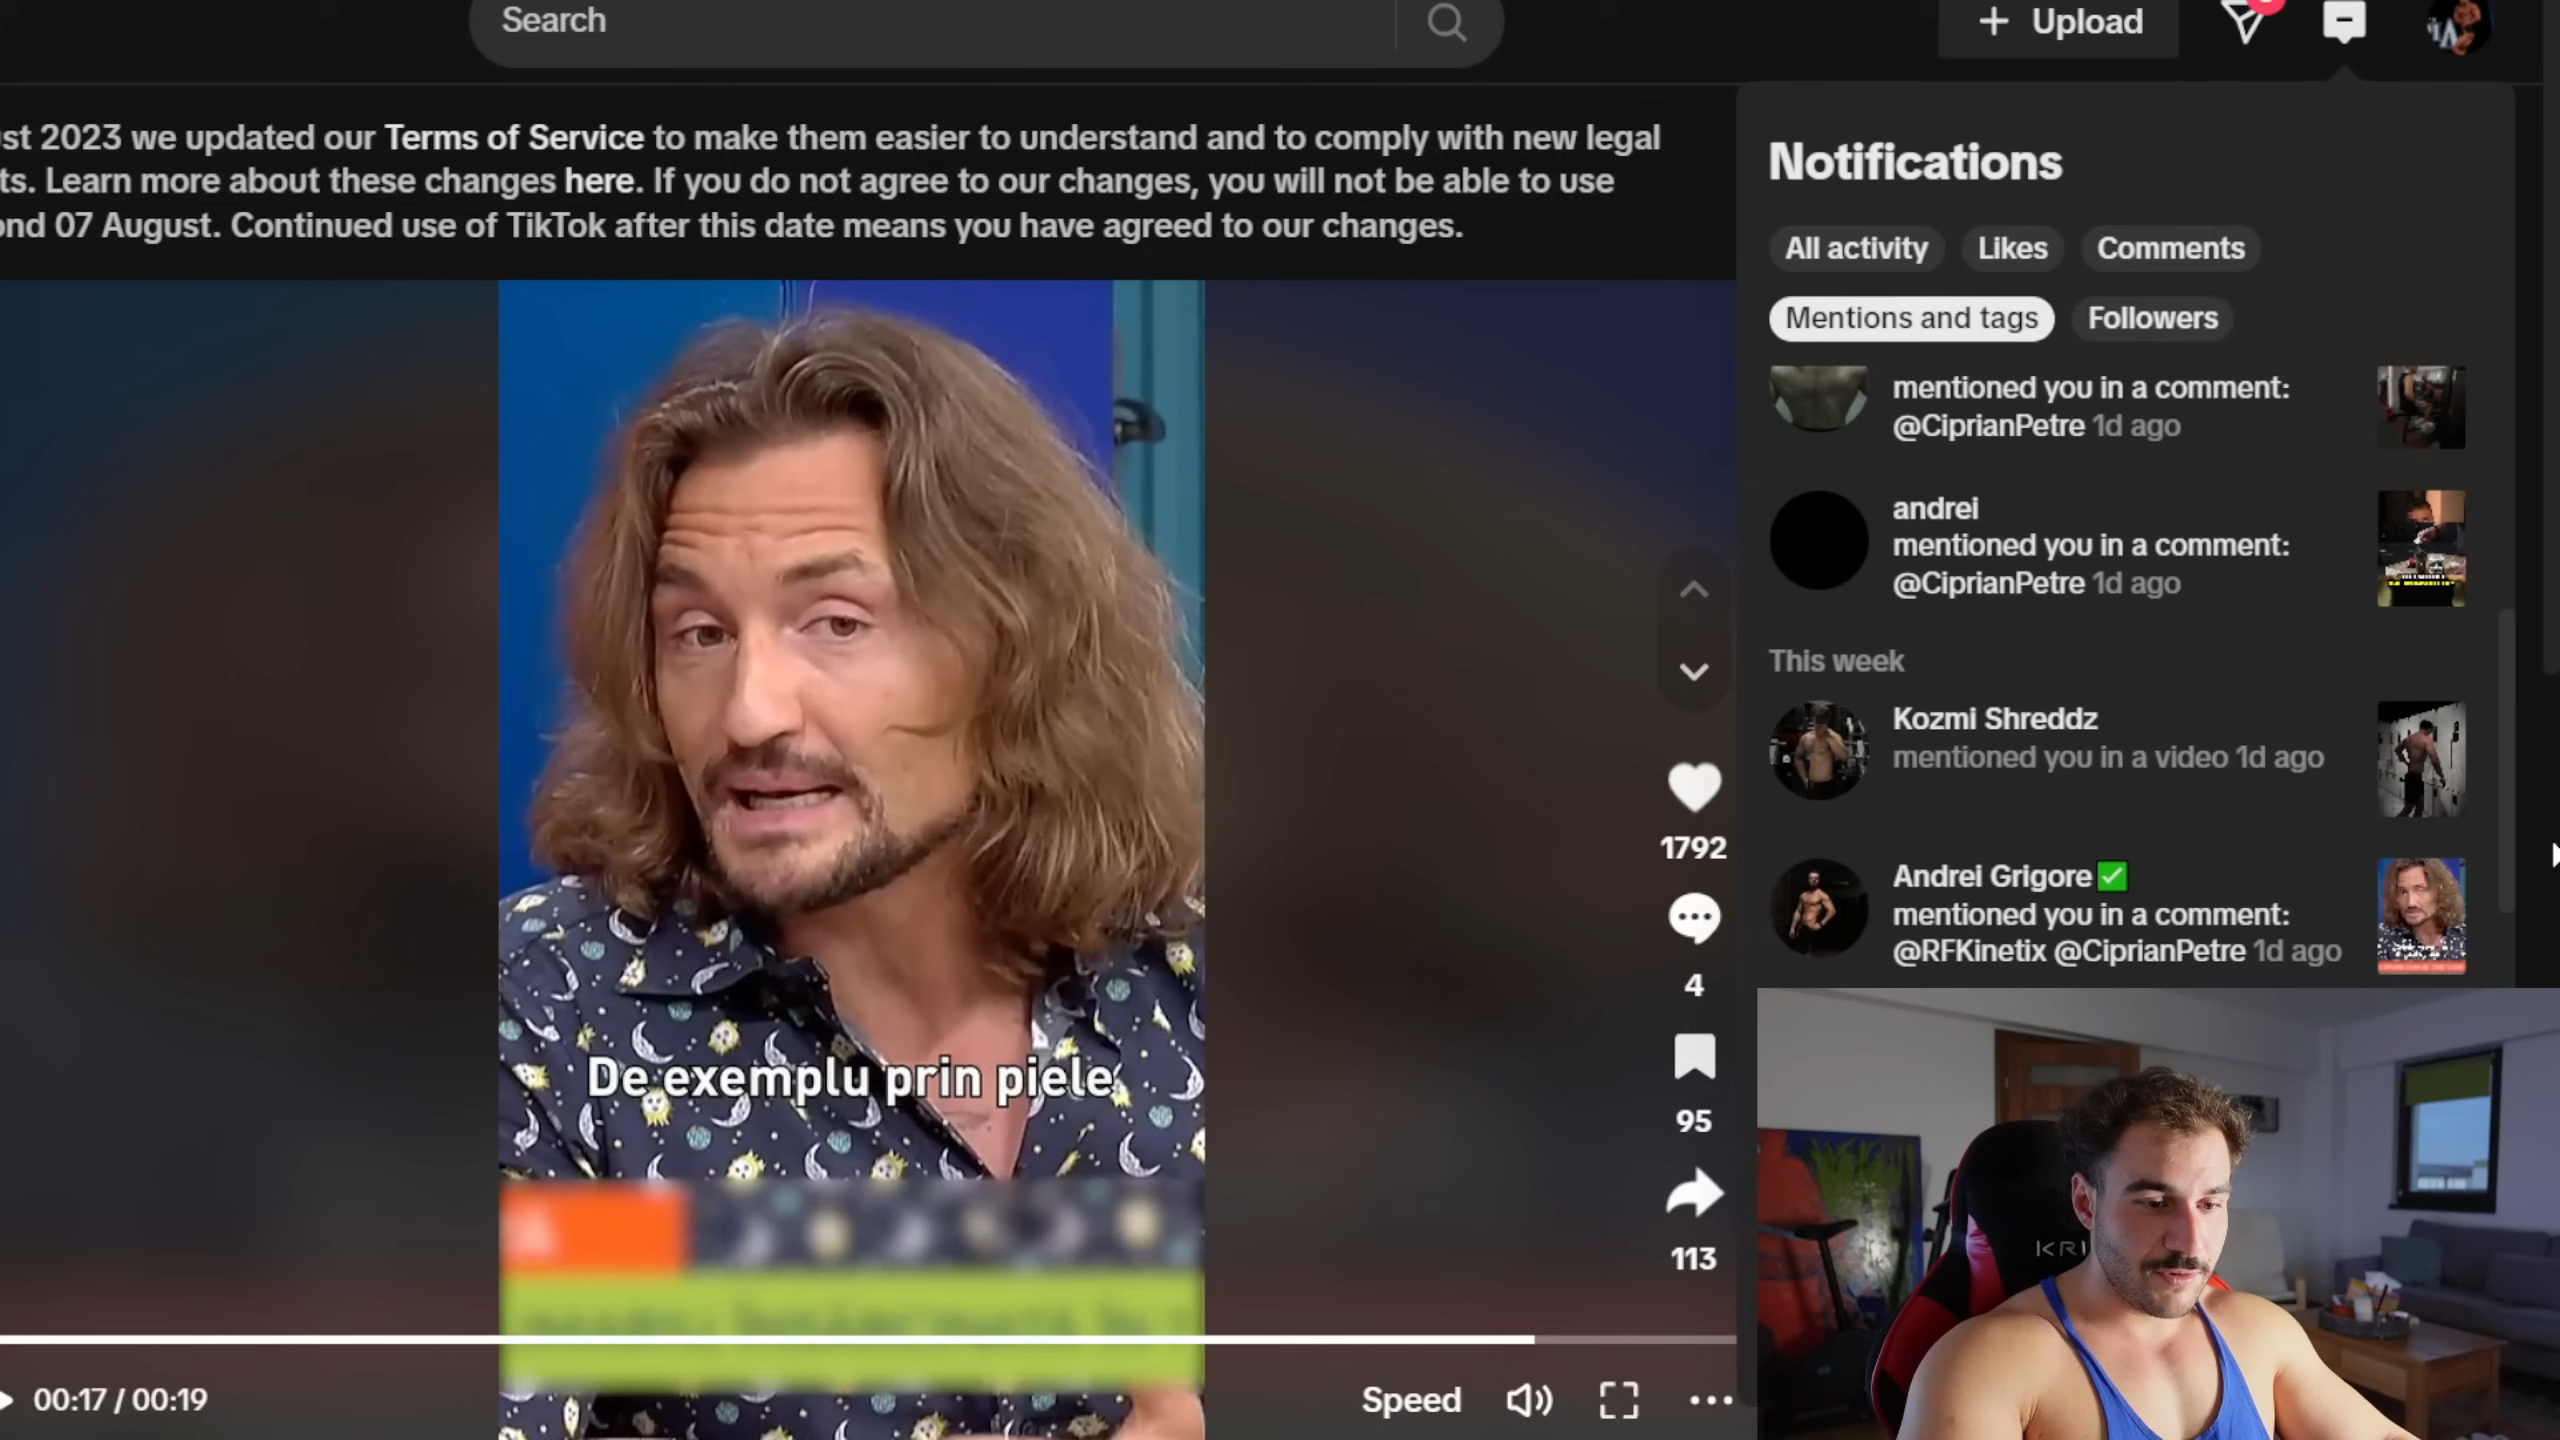 Search
Upload
st 2023 we updated our Terms of Service to make them easier to understand and to comply with new legal
ts. Learn more about these changes here. If you do not agree to our changes, you will not be able to use
ond 07 August. Continued use of TikTok after this date means you have agreed to our changes.
De exemplu prin piele
1792
4
95
113
00:17 / 00:19
Speed
Notifications
All activity
Likes
Comments
Mentions and tags
Followers
mentioned you in a comment:
@CiprianPetre 1d ago
andrei
mentioned you in a comment:
@CiprianPetre 1d ago
This week
Kozmi Shreddz
mentioned you in a video 1d ago
Andrei Grigore
mentioned you in a comment:
@RFKinetix @CiprianPetre 1d ago